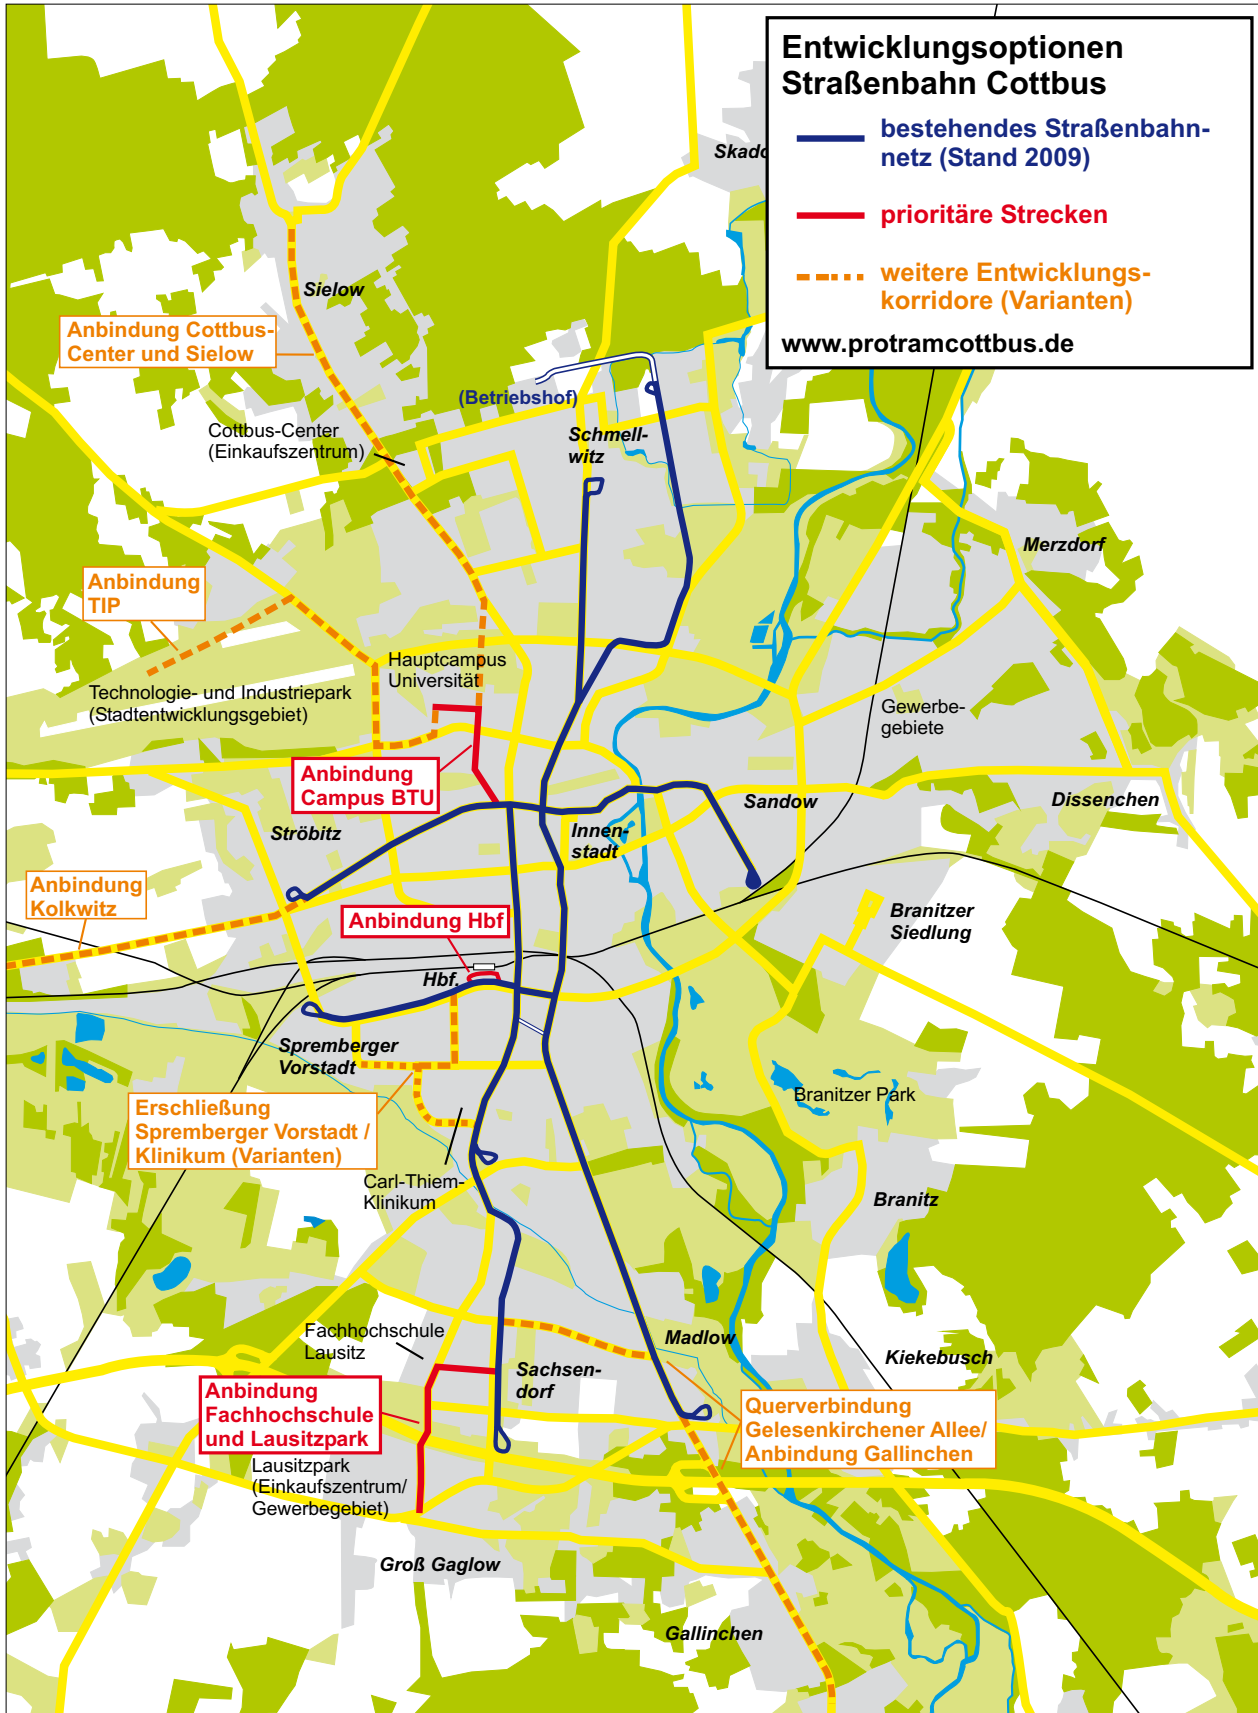 Entwicklungsoptionen
Straßenbahn Cottbus
bestehendes Straßenbahn-
netz (Stand 2009)
prioritäre Strecken
weitere Entwicklungs-
korridore (Varianten)
www.protramcottbus.de
Skado
Sielow
Anbindung Cottbus-
Center und Sielow
(Betriebshof)
Cottbus-Center
(Einkaufszentrum)
Schmell-
witz
Merzdorf
Anbindung
TIP
Hauptcampus
Universität
Technologie- und Industriepark
(Stadtentwicklungsgebiet)
Gewerbe-
gebiete
Anbindung
Campus BTU
Sandow
Dissenchen
Ströbitz
Innen-
stadt
Anbindung
Kolkwitz
Anbindung Hbf
Branitzer
Siedlung
Hbf.
Spremberger
Vorstadt
Branitzer Park
Erschließung
Spremberger Vorstadt /
Klinikum (Varianten)
Carl-Thiem-
Klinikum
Branitz
Fachhochschule
Lausitz
Madlow
Kiekebusch
Sachsen-
dorf
Anbindung
Fachhochschule
und Lausitzpark
Querverbindung
Gelesenkirchener Allee/
Anbindung Gallinchen
Lausitzpark
(Einkaufszentrum/
Gewerbegebiet)
Groß Gaglow
Gallinchen